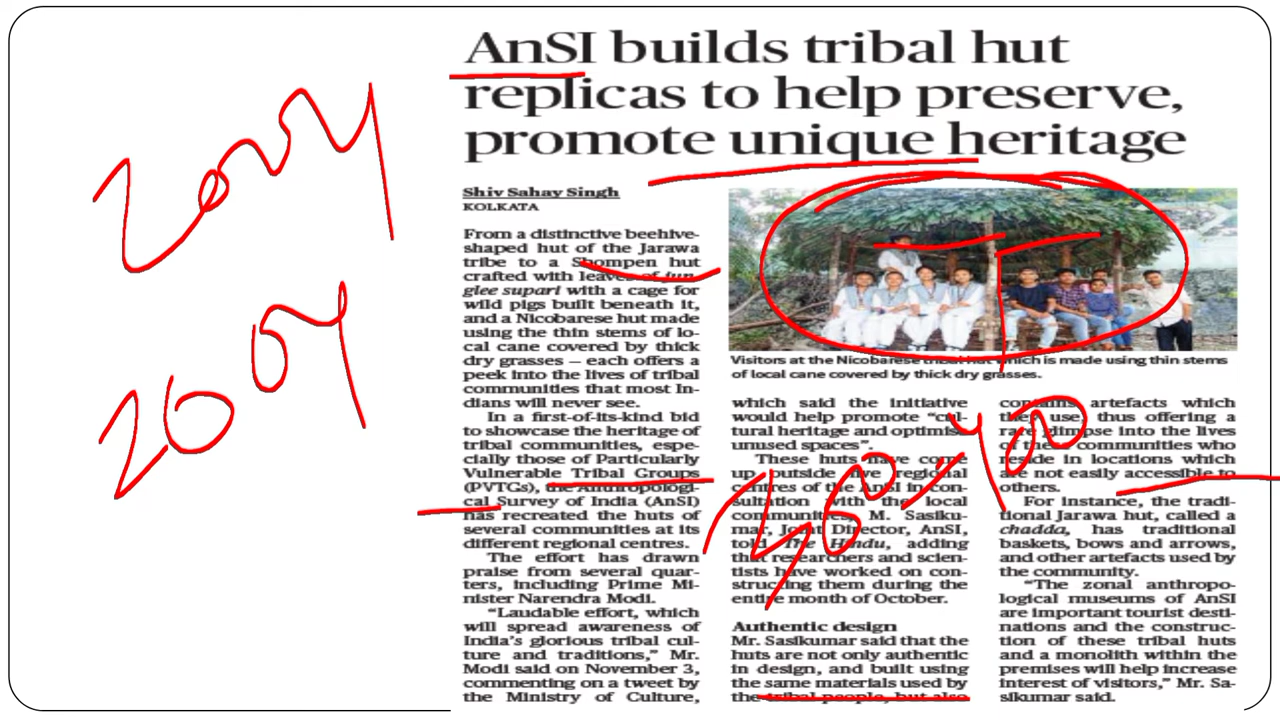 AnSI builds tribal hut
replicas to help preserve,
promote unique heritage
Shiv Sahay Singh
KOLKATA
From a distinctive beehive-
shaped hut of the Jarawa
tribe to a Shompen hut
crafted with leaves of jun-
glee supari with a cage for
wild pigs built beneath it,
and a Nicobarese hut made
using the thin stems of lo-
cal cane covered by thick
dry grasses – each offers a
peek into the lives of tribal
communities that most In-
dians will never see.
In a first-of-its-kind bid
to showcase the heritage of
tribal communities, espe-
cially those of Particularly
Vulnerable Tribal Groups
(PVTGs), the Anthropologi-
cal Survey of India (AnSI)
has recreated the huts of
several communities at its
different regional centres.
The effort has drawn
praise from several quar-
ters, including Prime Mi-
nister Narendra Modi.
“Laudable effort, which
will spread awareness of
India’s glorious tribal cul-
ture and traditions,” Mr.
Modi said on November 3,
commenting on a tweet by
the Ministry of Culture,
Visitors at the Nicobarese tribal hut which is made using thin stems
of local cane covered by thick dry grasses.
which said the initiative
would help promote “cul-
tural heritage and optimise
unused spaces”.
These huts have come
up outside five regional
centres of the AnSI in con-
sultation with the local
communities, M. Sasiku-
mar, Joint Director, AnSI,
told The Hindu, adding
that researchers and scien-
tists have worked on con-
structing them during the
entire month of October.
Authentic design
Mr. Sasikumar said that the
huts are not only authentic
in design, and built using
the same materials used by
the tribal people, but also
contains artefacts which
they use, thus offering a
rare glimpse into the lives
of these communities who
reside in locations which
are not easily accessible to
others.
For instance, the tradi-
tional Jarawa hut, called a
chadda, has traditional
baskets, bows and arrows,
and other artefacts used by
the community.
“The zonal anthropo-
logical museums of AnSI
are important tourist desti-
nations and the construc-
tion of these tribal huts
and a monolith within the
premises will help increase
interest of visitors,” Mr. Sa-
sikumar said.